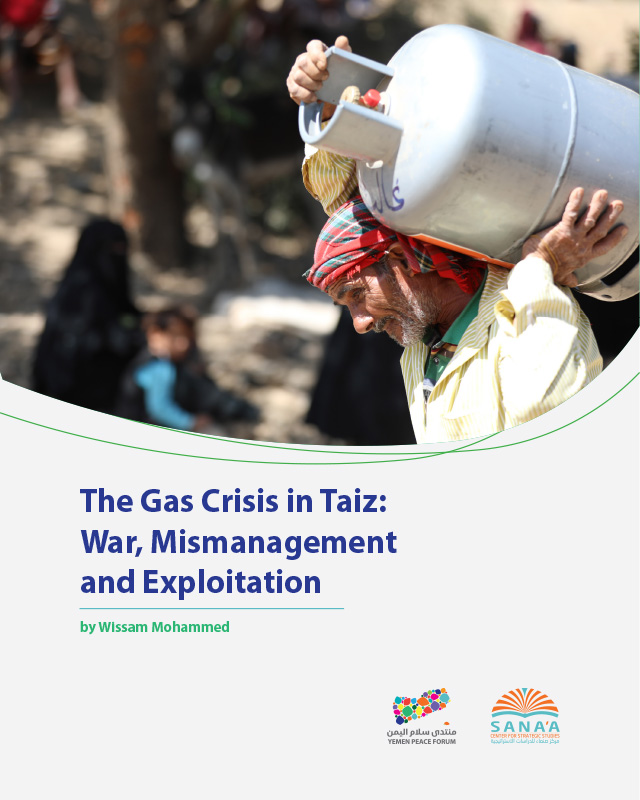 غالب
The Gas Crisis in Taiz:
War, Mismanagement
and Exploitation
by Wissam Mohammed
منتدى سلام اليمن
YEMEN PEACE FORUM
SANA'A
CENTER FOR STRATEGIC STUDIES
مركز صنعاء للدراسات الاستراتيجية